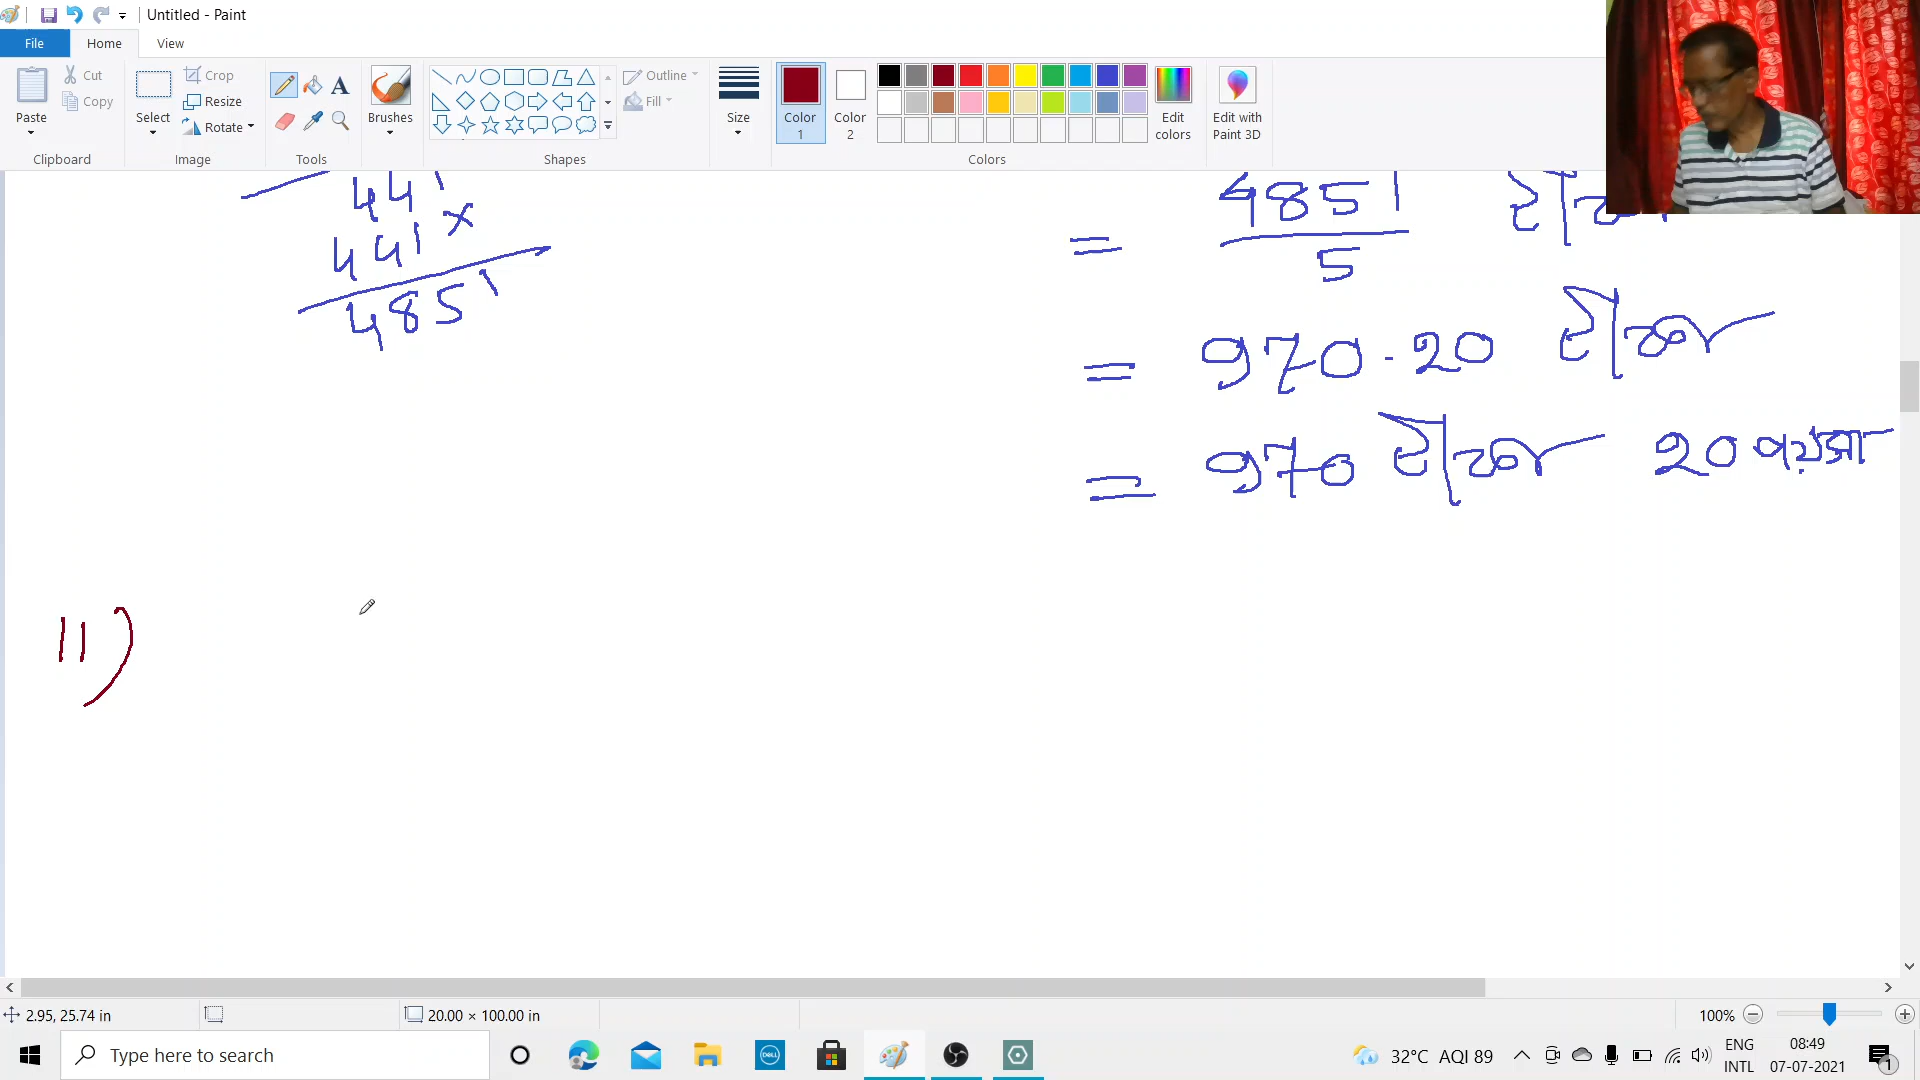 Untitled - Paint
File Home View
Paste
Cut
Copy
Clipboard
Select
Crop
Resize
Rotate
Image
Tools
Brushes
Shapes
Outline
Fill
Size
Color 1
Color 2
Colors
Edit colors
Edit with Paint 3D
441
441×
4851
= 4851/5
= 970.20 টাকা
= 970 টাকা 20 পয়সা
11)
2.95, 25.74 in
20.00 × 100.00 in
100%
Type here to search
DELL
32°C AQI 89
ENG
INTL
08:49
07-07-2021
1